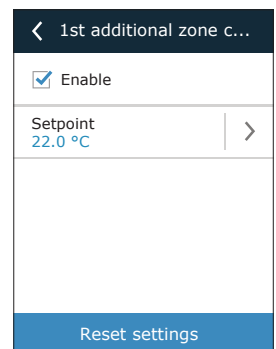 1st additional zone c...
Enable
Setpoint
22.0 °C
Reset settings